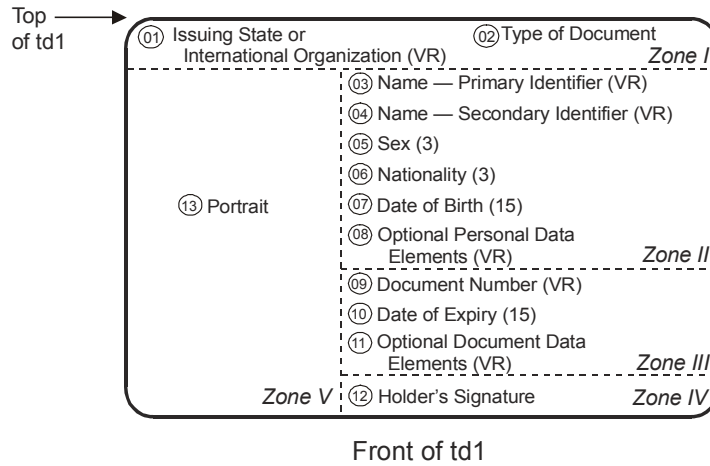 Top
of td1
01 Issuing State or
International Organization (VR)
02 Type of Document
Zone I
03 Name — Primary Identifier (VR)
04 Name — Secondary Identifier (VR)
05 Sex (3)
06 Nationality (3)
13 Portrait
07 Date of Birth (15)
08 Optional Personal Data
Elements (VR)
Zone II
09 Document Number (VR)
10 Date of Expiry (15)
11 Optional Document Data
Elements (VR)
Zone III
Zone V
12 Holder's Signature
Zone IV
Front of td1